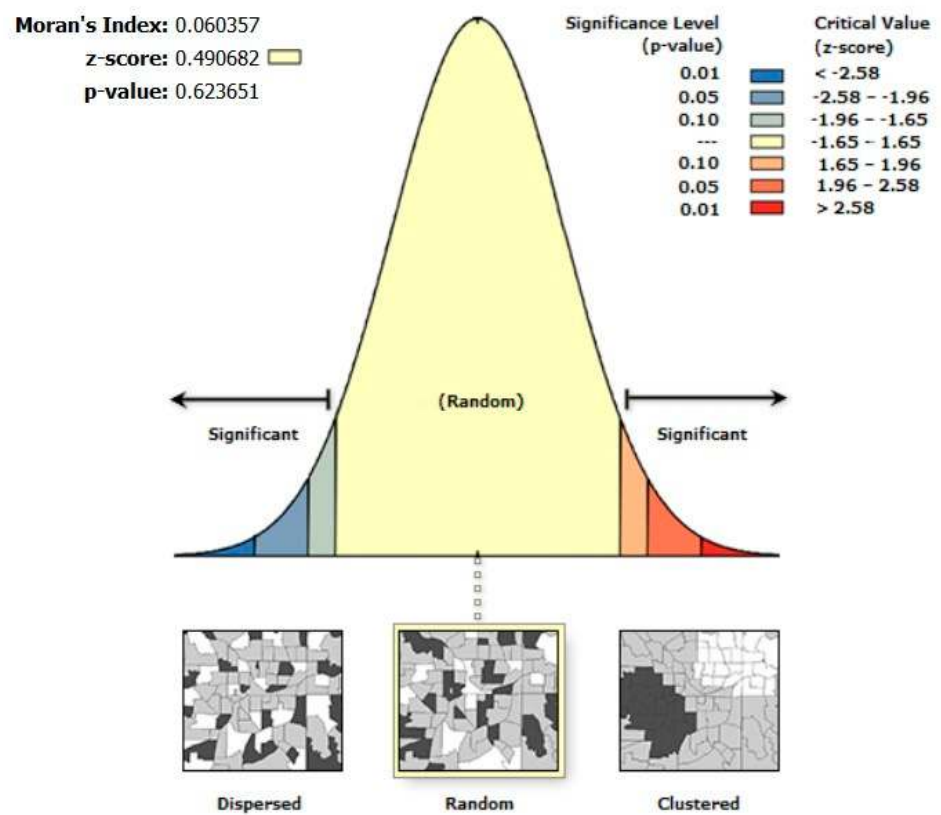 Moran's Index: 0.060357
z-score: 0.490682
p-value: 0.623651
Significance Level
(p-value)
Critical Value
(z-score)
0.01 < -2.58
0.05 -2.58 – -1.96
0.10 -1.96 – -1.65
--- -1.65 – 1.65
0.10 1.65 – 1.96
0.05 1.96 – 2.58
0.01 > 2.58
(Random)
Significant
Significant
Dispersed
Random
Clustered